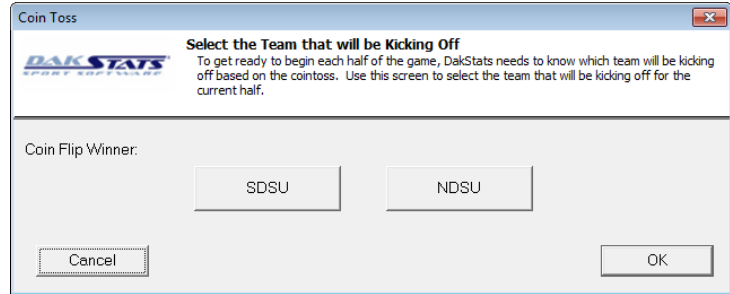 Coin Toss
DAKSTATS
SPORT SOFTWARE
Select the Team that will be Kicking Off
To get ready to begin each half of the game, DakStats needs to know which team will be kicking
off based on the cointoss. Use this screen to select the team that will be kicking off for the
current half.
Coin Flip Winner:
SDSU NDSU
Cancel OK